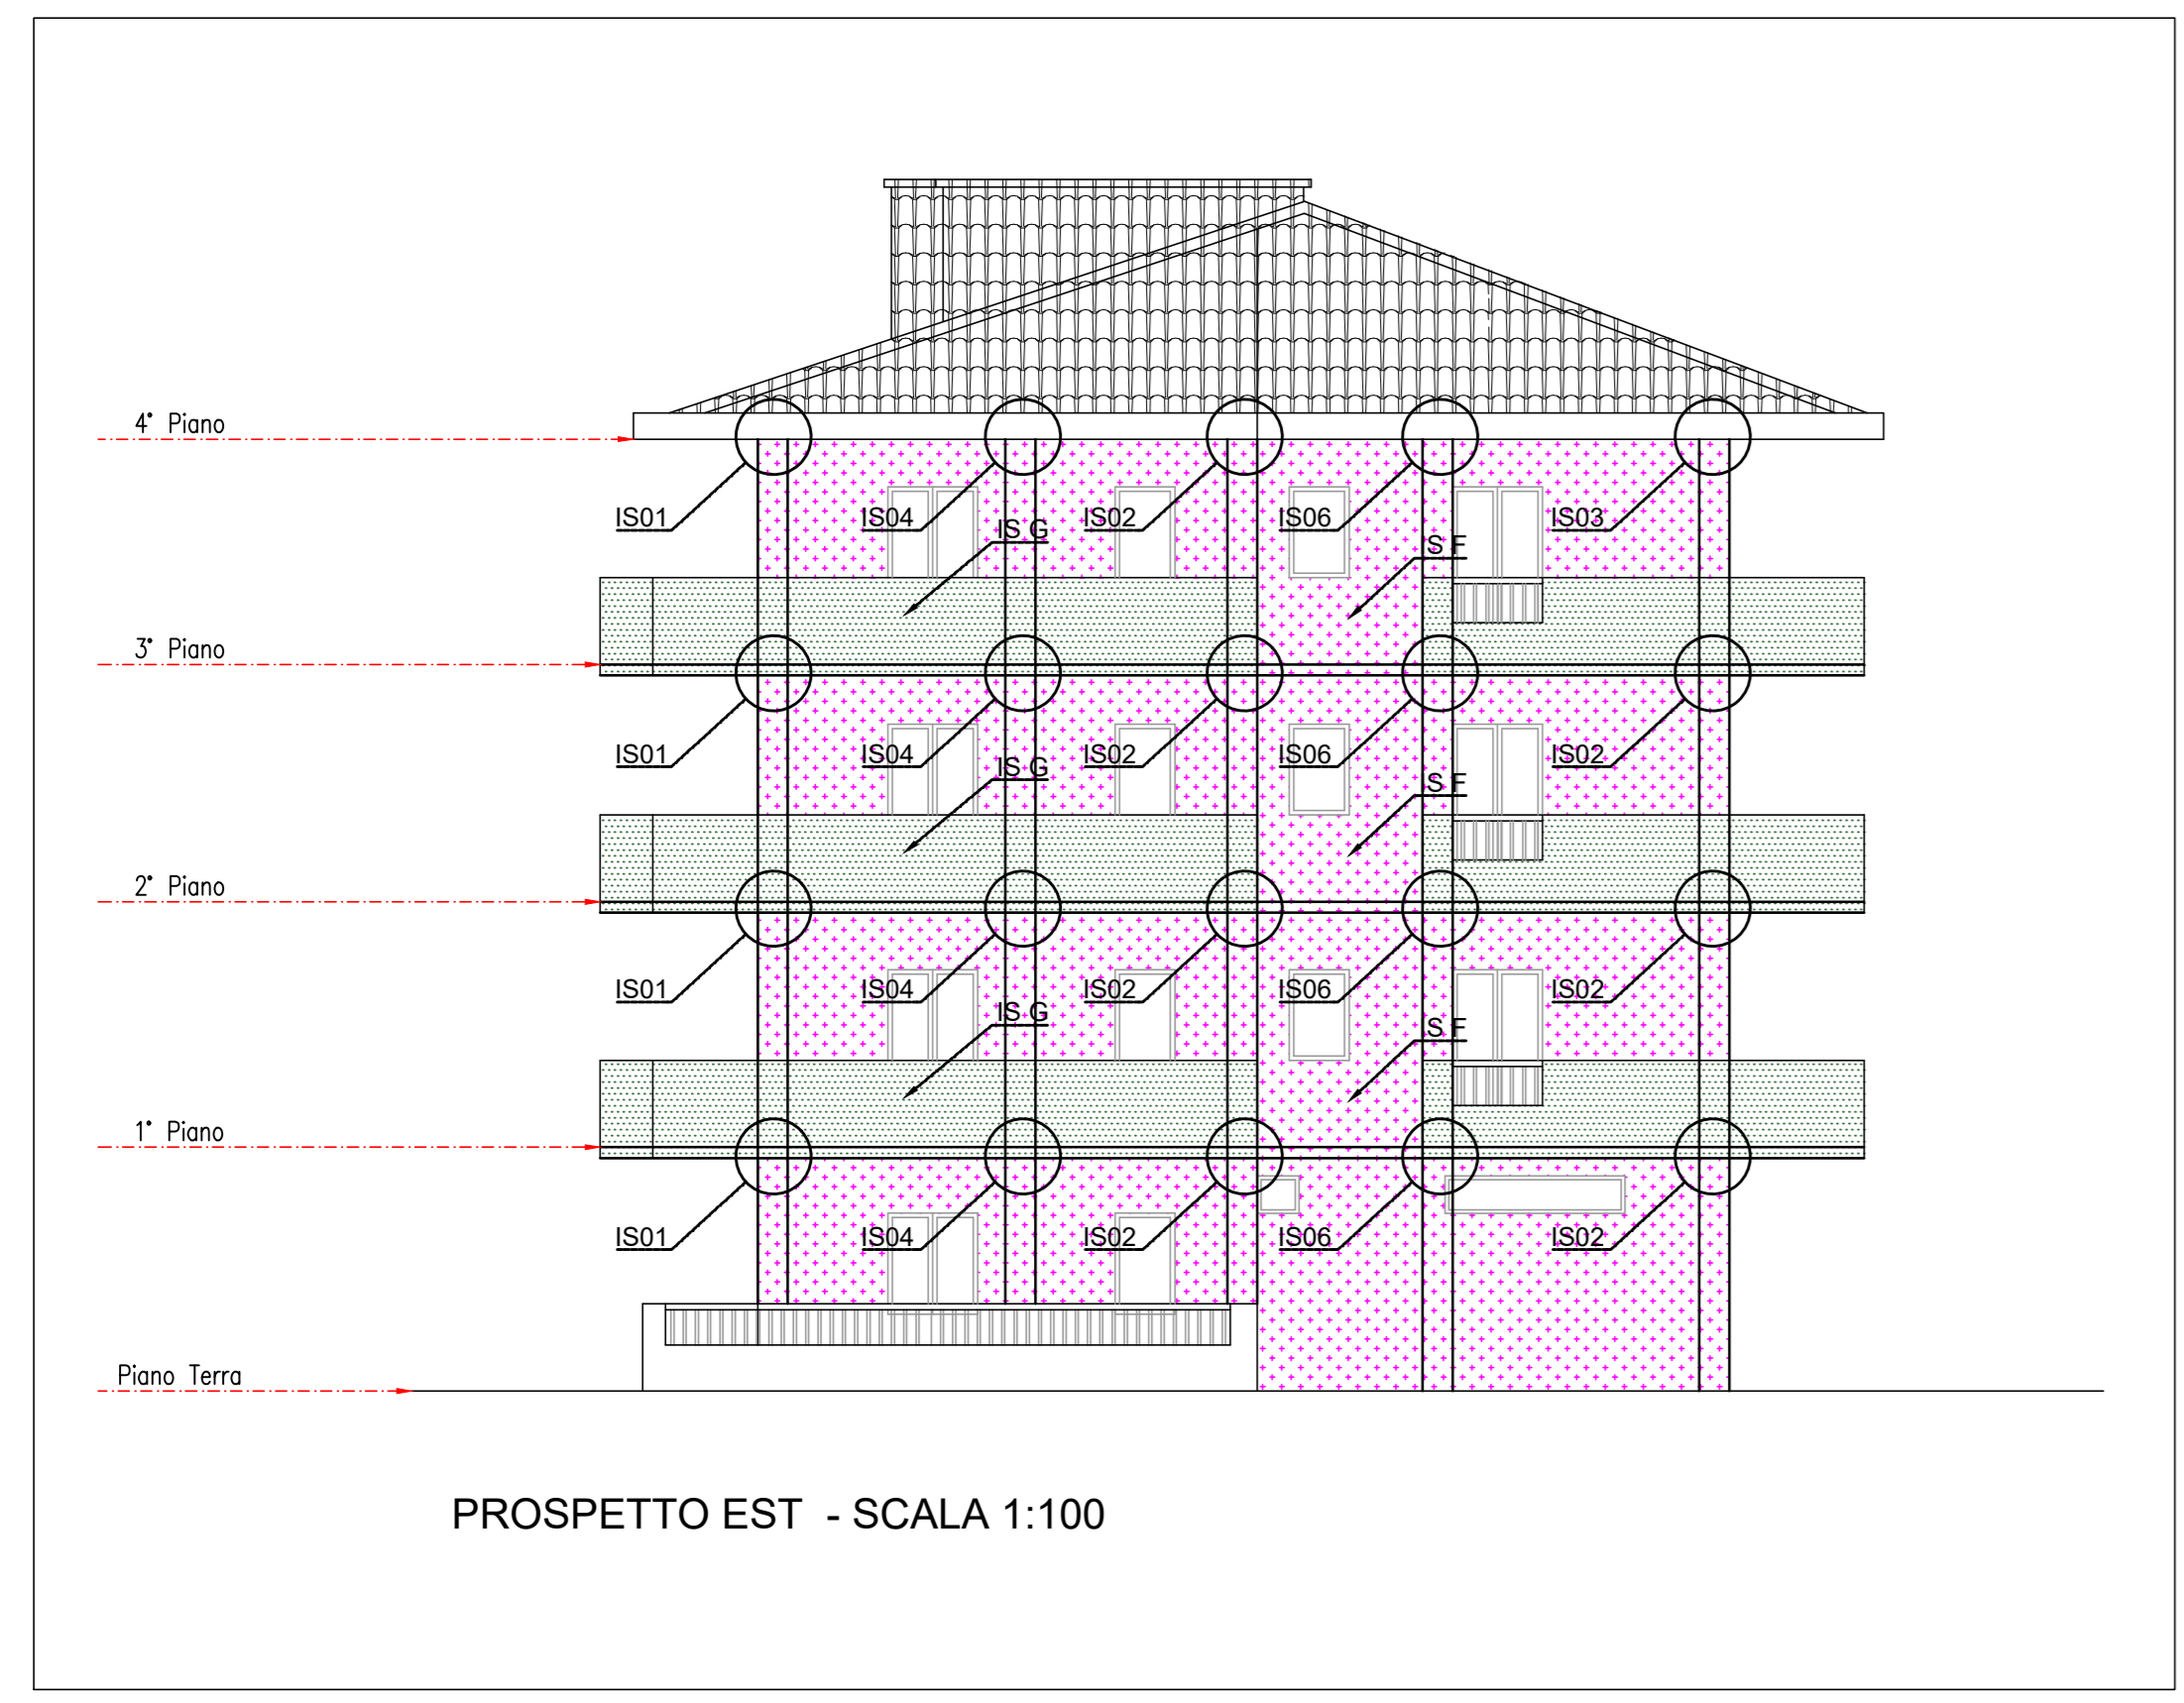 4° Piano
IS01 IS04 IS02 IS06 IS03
IS G S F
3° Piano
IS01 IS04 IS02 IS06 IS02
IS G S F
2° Piano
IS01 IS04 IS02 IS06 IS02
IS G S F
1° Piano
IS01 IS04 IS02 IS06 IS02
Piano Terra
PROSPETTO EST - SCALA 1:100